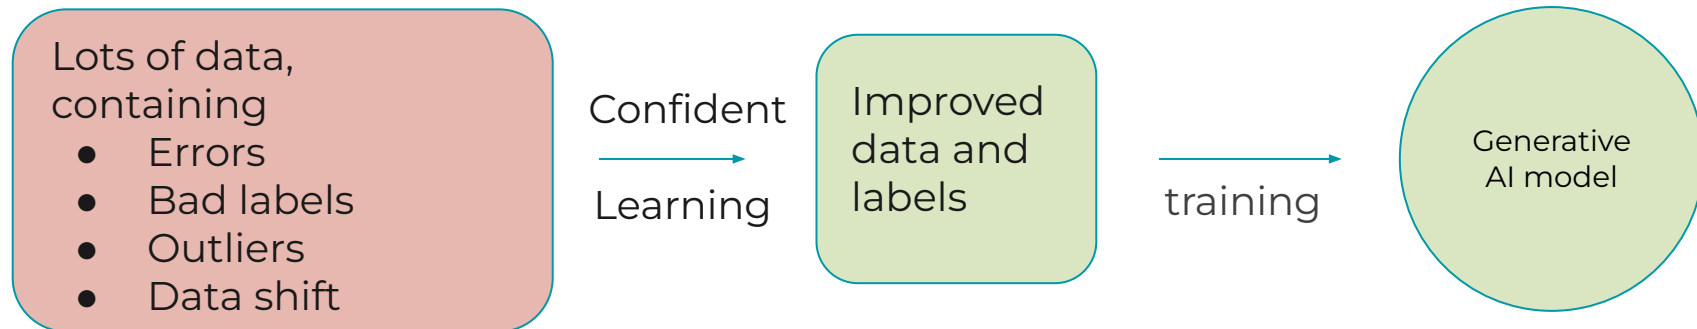 Lots of data,
containing
● Errors
● Bad labels
● Outliers
● Data shift
Confident
Learning
Improved
data and
labels
training
Generative
AI model